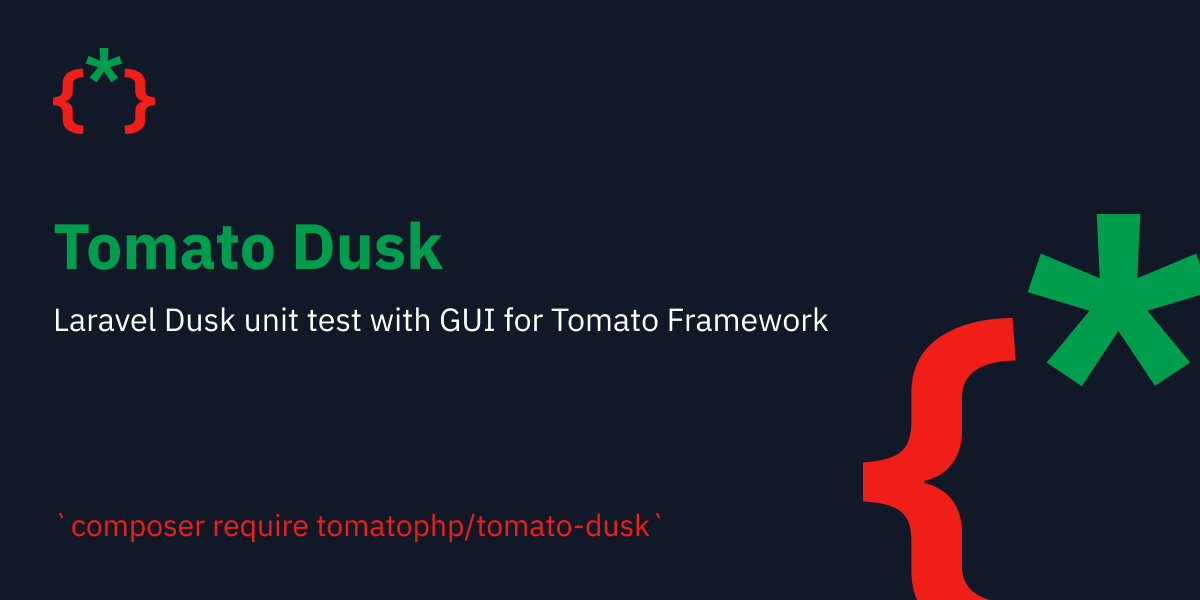 {*}
Tomato Dusk
Laravel Dusk unit test with GUI for Tomato Framework
`composer require tomatophp/tomato-dusk`